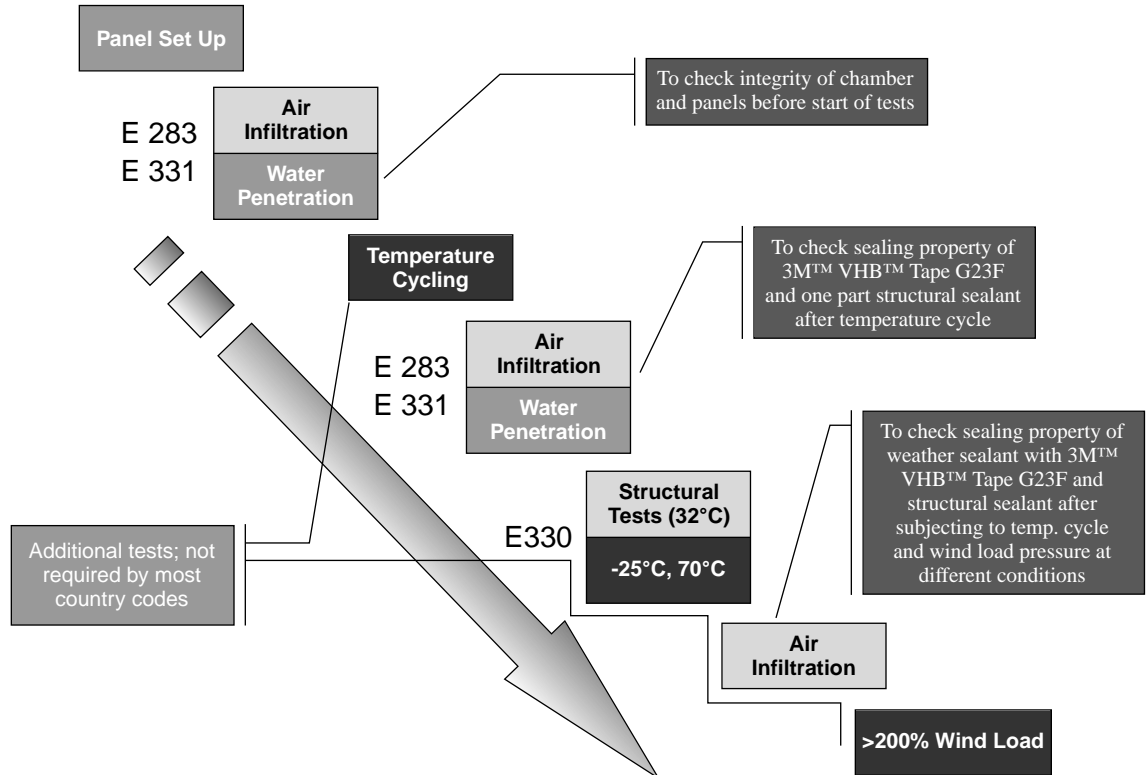 Panel Set Up
To check integrity of chamber
and panels before start of tests
E 283
Air
Infiltration
E 331
Water
Penetration
Temperature
Cycling
To check sealing property of
3M™ VHB™ Tape G23F
and one part structural sealant
after temperature cycle
E 283
Air
Infiltration
E 331
Water
Penetration
To check sealing property of
weather sealant with 3M™
VHB™ Tape G23F and
structural sealant after
subjecting to temp. cycle
and wind load pressure at
different conditions
E330
Structural
Tests (32°C)
-25°C, 70°C
Additional tests; not
required by most
country codes
Air
Infiltration
>200% Wind Load